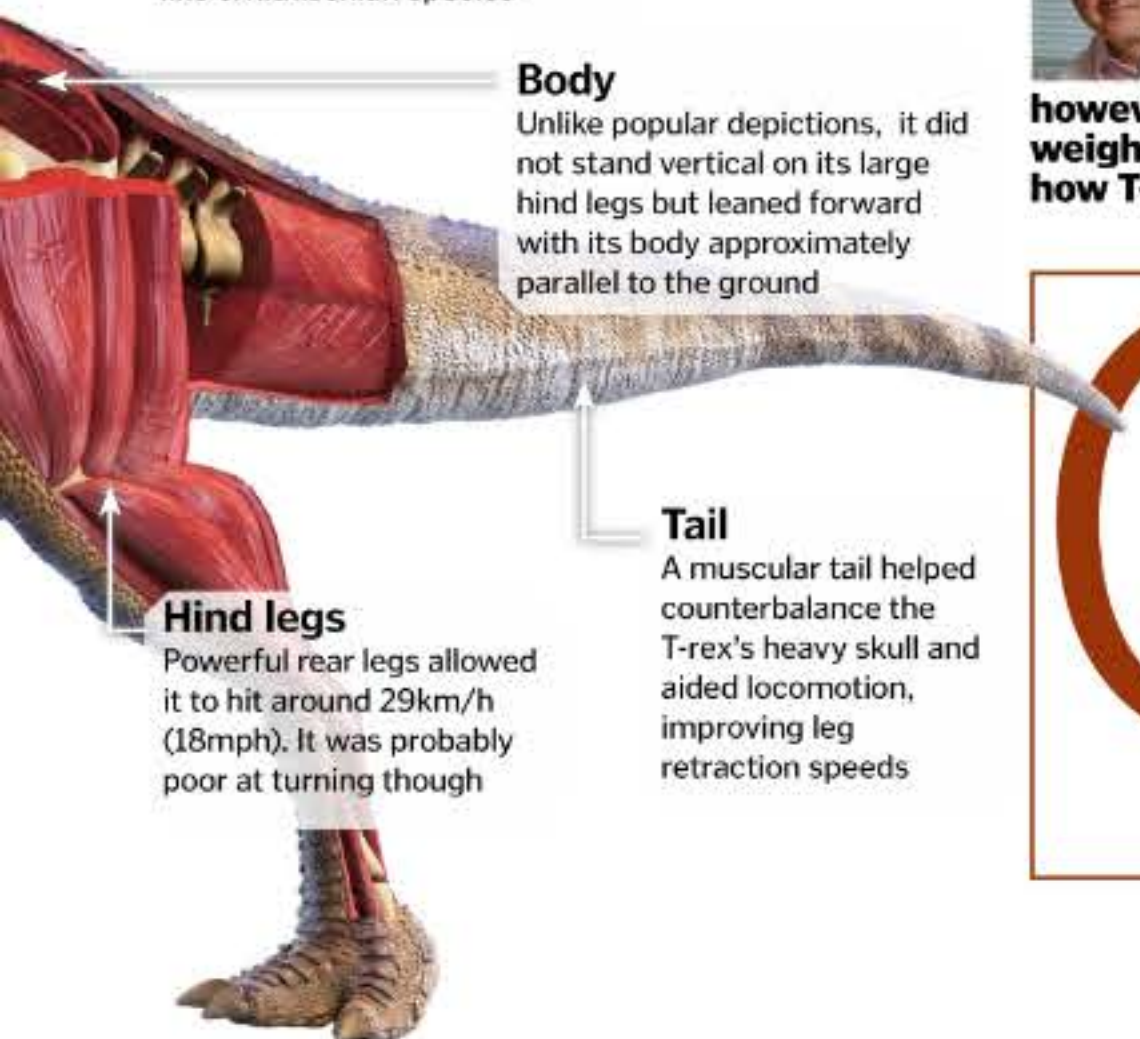 Body
Unlike popular depictions, it did
not stand vertical on its large
hind legs but leaned forward
with its body approximately
parallel to the ground
Tail
A muscular tail helped
counterbalance the
T-rex's heavy skull and
aided locomotion,
improving leg
retraction speeds
Hind legs
Powerful rear legs allowed
it to hit around 29km/h
(18mph). It was probably
poor at turning though
weigh
how T